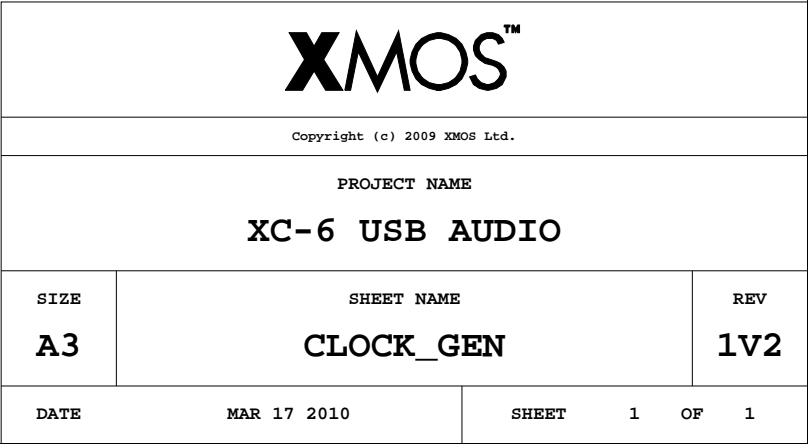 XMOS™
Copyright (c) 2009 XMOS Ltd.
PROJECT NAME
XC-6 USB AUDIO
SIZE
A3
SHEET NAME
CLOCK_GEN
REV
1V2
DATE MAR 17 2010 SHEET 1 OF 1